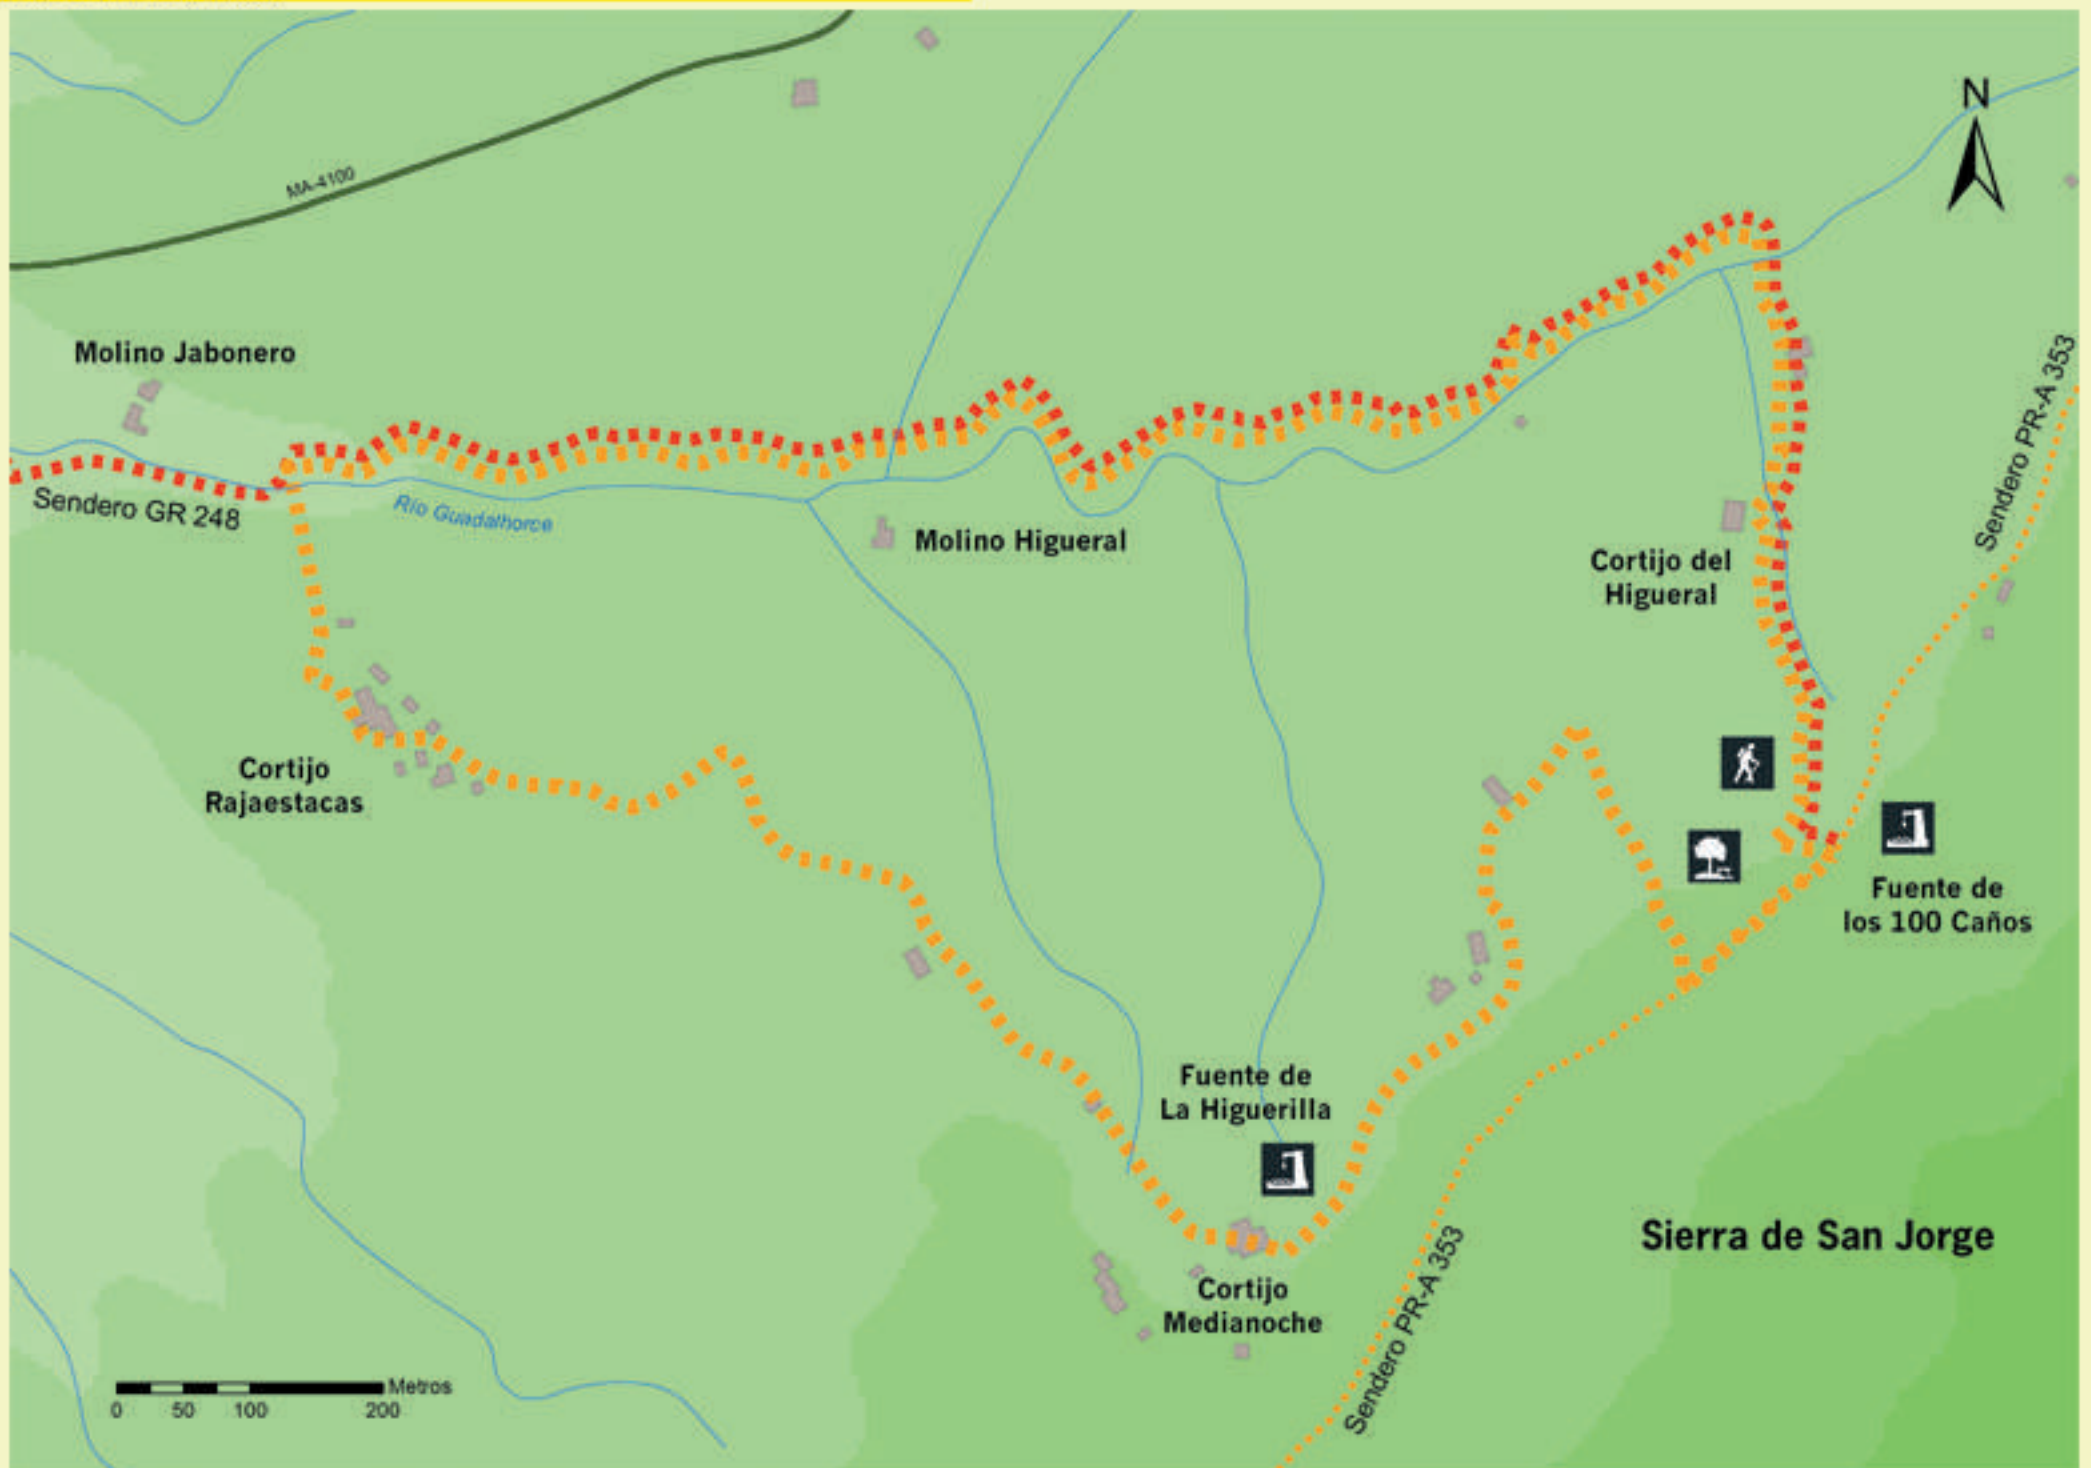 N
MA-4100
Molino Jabonero
Sendero GR 248
Río Guadalhorce
Molino Higueral
Cortijo del
Higueral
Sendero PR-A 353
Cortijo
Rajaestacas
Fuente de
los 100 Caños
Fuente de
La Higuerilla
Sierra de San Jorge
Cortijo
Medianoche
Sendero PR-A 353
Metros
0 50 100 200